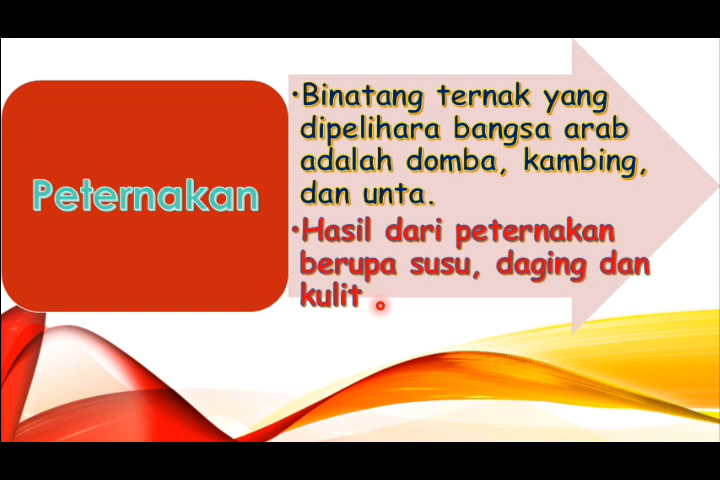 Peternakan
•Binatang ternak yang
dipelihara bangsa arab
adalah domba, kambing,
dan unta.
•Hasil dari peternakan
berupa susu, daging dan
kulit